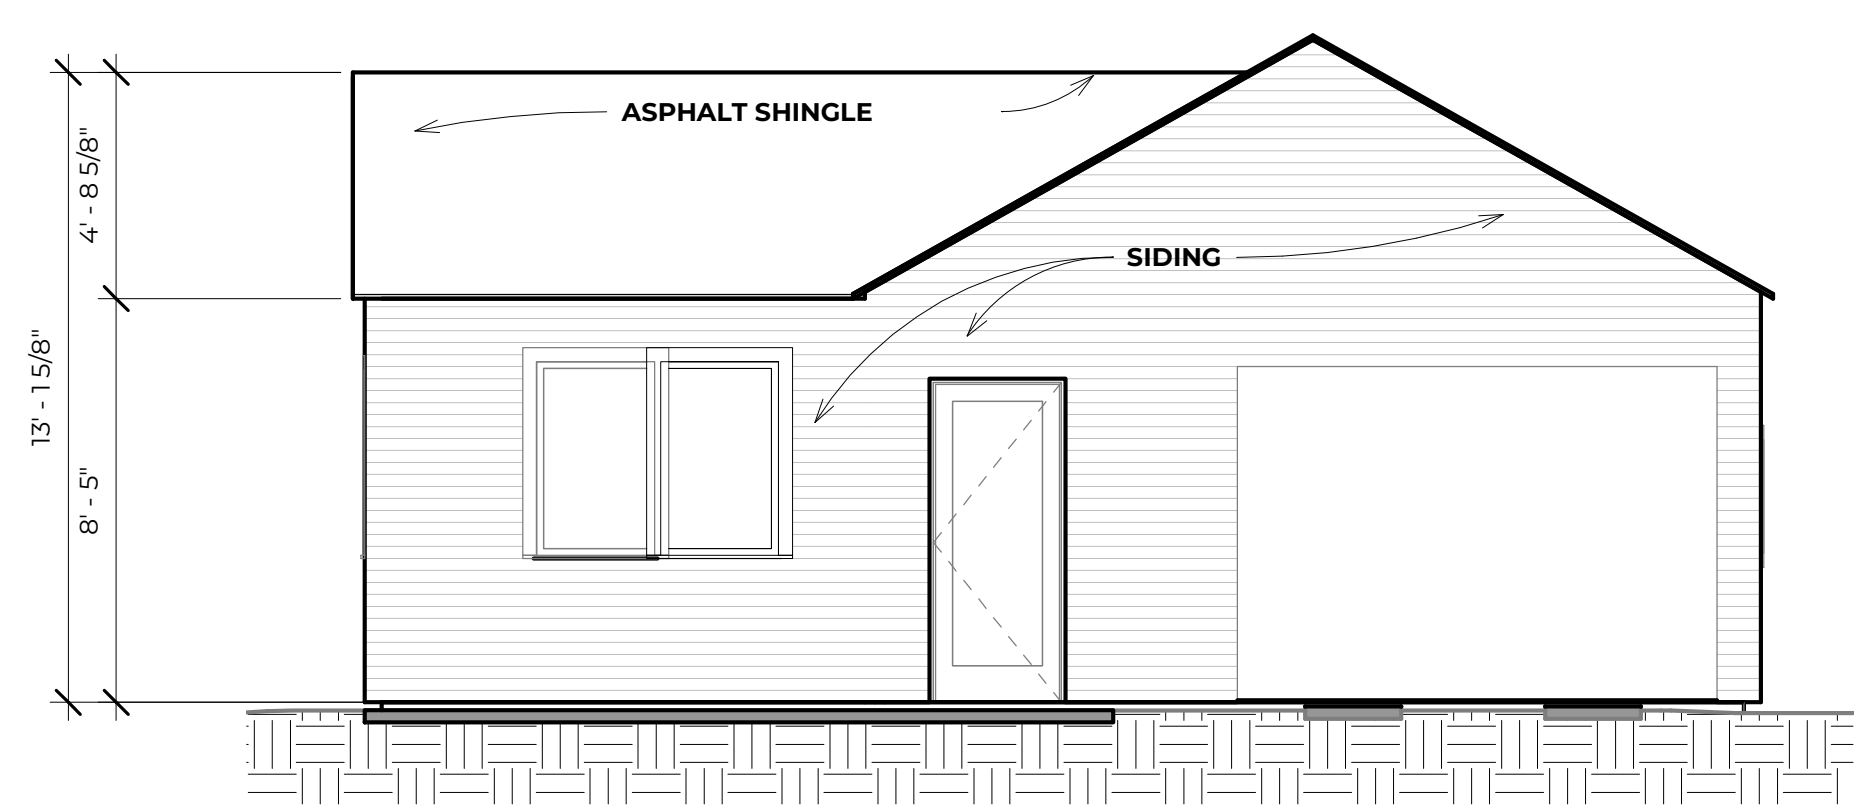 ASPHALT SHINGLE
4' - 8 5/8"
SIDING
13' - 1 5/8"
8' - 5"